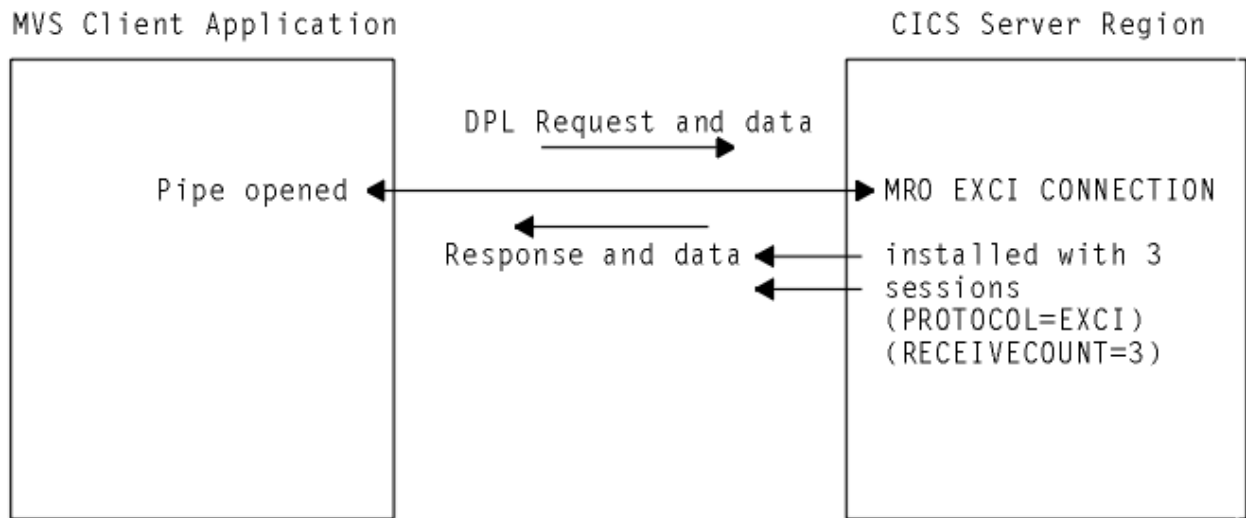 MVS Client Application
CICS Server Region
DPL Request and data
Pipe opened
MRO EXCI CONNECTION
Response and data
installed with 3
sessions
(PROTOCOL=EXCI)
(RECEIVECOUNT=3)